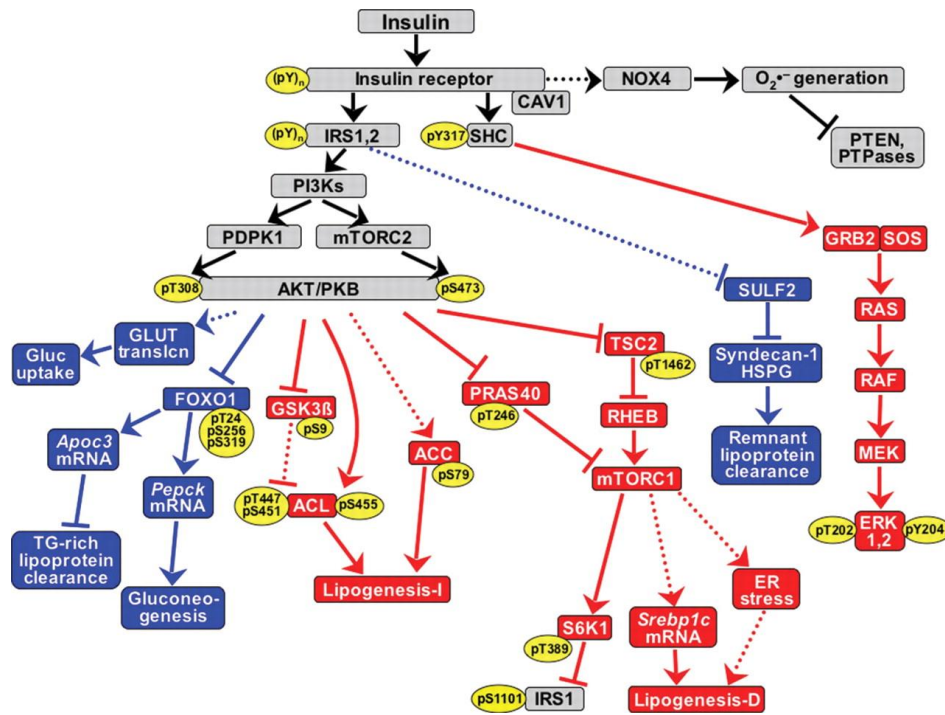 Insulin
(pY)n
Insulin receptor
NOX4
O₂•− generation
CAV1
(pY)n
IRS1,2
pY317
SHC
PTEN,
PTPases
PI3Ks
PDPK1
mTORC2
GRB2
SOS
pT308
AKT/PKB
pS473
SULF2
RAS
GLUT
translcn
Gluc
uptake
TSC2
pT1462
Syndecan-1
HSPG
RAF
FOXO1
pT24
pS256
pS319
GSK3ß
pS9
PRAS40
pT246
RHEB
Apoc3
mRNA
ACC
pS79
Remnant
lipoprotein
clearance
MEK
mTORC1
Pepck
mRNA
pT447
pS451
ACL
pS455
pT202
ERK
1,2
pY204
TG-rich
lipoprotein
clearance
Lipogenesis-I
ER
stress
Gluconeo-
genesis
S6K1
pT389
Srebp1c
mRNA
pS1101
IRS1
Lipogenesis-D